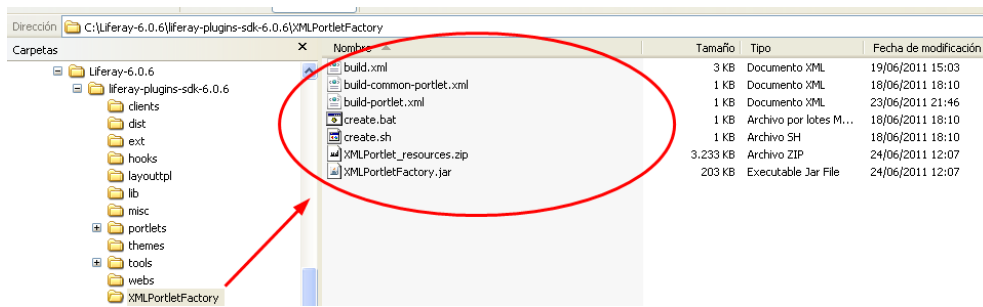 Dirección C:\Liferay-6.0.6\liferay-plugins-sdk-6.0.6\XMLPortletFactory
Carpetas X Nombre Tamaño Tipo Fecha de modificación
Liferay-6.0.6
liferay-plugins-sdk-6.0.6
clients
dist
ext
hooks
layouttpl
lib
misc
portlets
themes
tools
webs
XMLPortletFactory
build.xml 3 KB Documento XML 19/06/2011 15:03
build-common-portlet.xml 1 KB Documento XML 18/06/2011 18:10
build-portlet.xml 1 KB Documento XML 23/06/2011 21:46
create.bat 1 KB Archivo por lotes M... 18/06/2011 18:10
create.sh 1 KB Archivo SH 18/06/2011 18:10
XMLPortlet_resources.zip 3.233 KB Archivo ZIP 24/06/2011 12:07
XMLPortletFactory.jar 203 KB Executable Jar File 24/06/2011 12:07